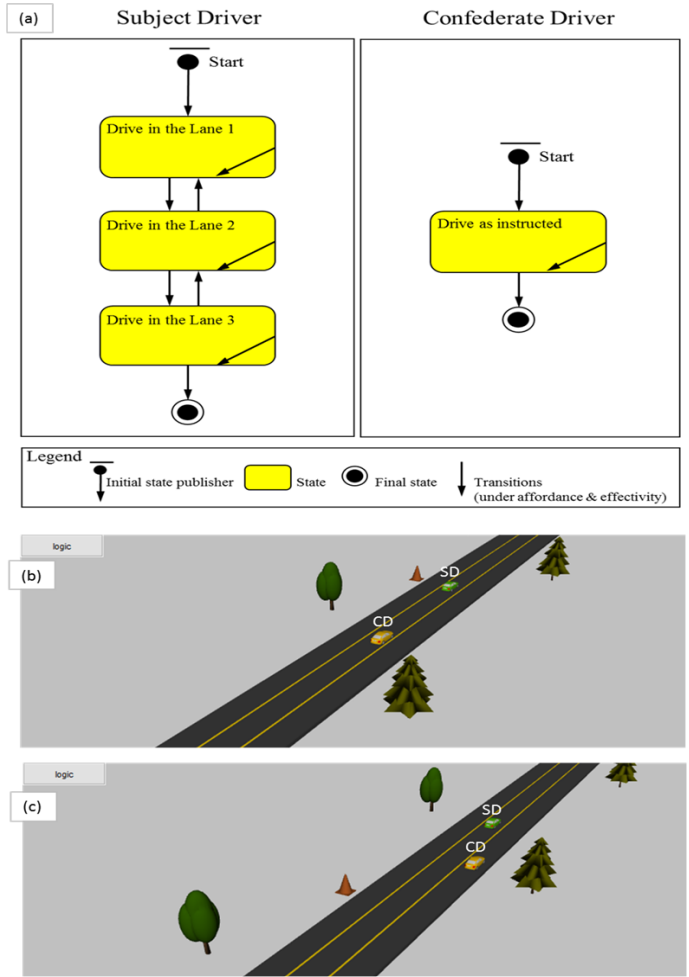 (a)
Subject Driver
Confederate Driver
Start
Drive in the Lane 1
Drive in the Lane 2
Drive in the Lane 3
Start
Drive as instructed
Legend
Initial state publisher
State
Final state
Transitions
(under affordance & effectivity)
logic
(b)
SD
CD
logic
(c)
SD
CD